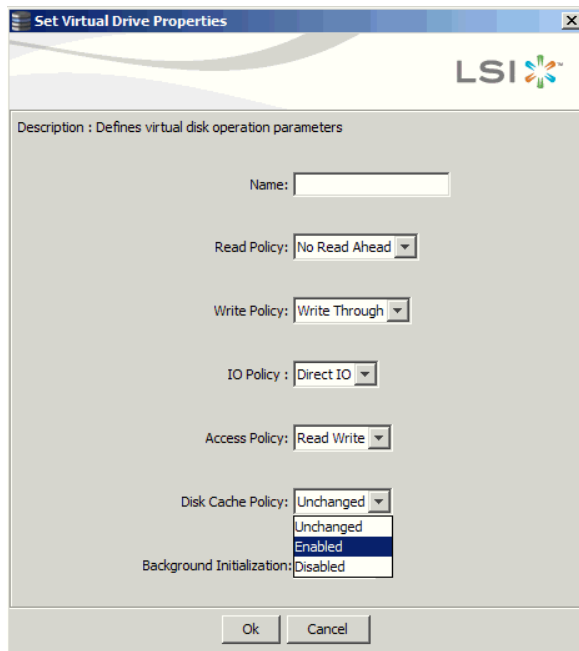 Set Virtual Drive Properties
LSI
Description : Defines virtual disk operation parameters
Name:
Read Policy: No Read Ahead
Write Policy: Write Through
IO Policy : Direct IO
Access Policy: Read Write
Disk Cache Policy: Unchanged
Unchanged
Enabled
Background Initialization: Disabled
Ok Cancel